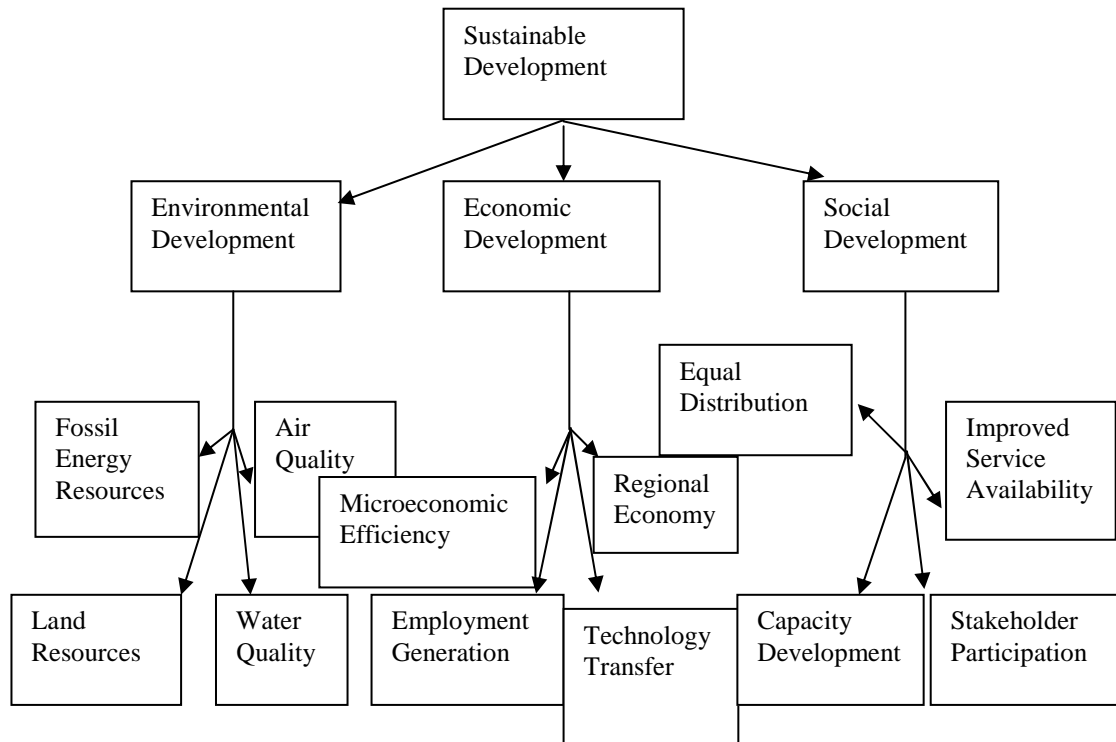 Sustainable
Development
Environmental
Development
Economic
Development
Social
Development
Equal
Distribution
Fossil
Energy
Resources
Air
Quality
Improved
Service
Availability
Microeconomic
Efficiency
Regional
Economy
Land
Resources
Water
Quality
Employment
Generation
Technology
Transfer
Capacity
Development
Stakeholder
Participation